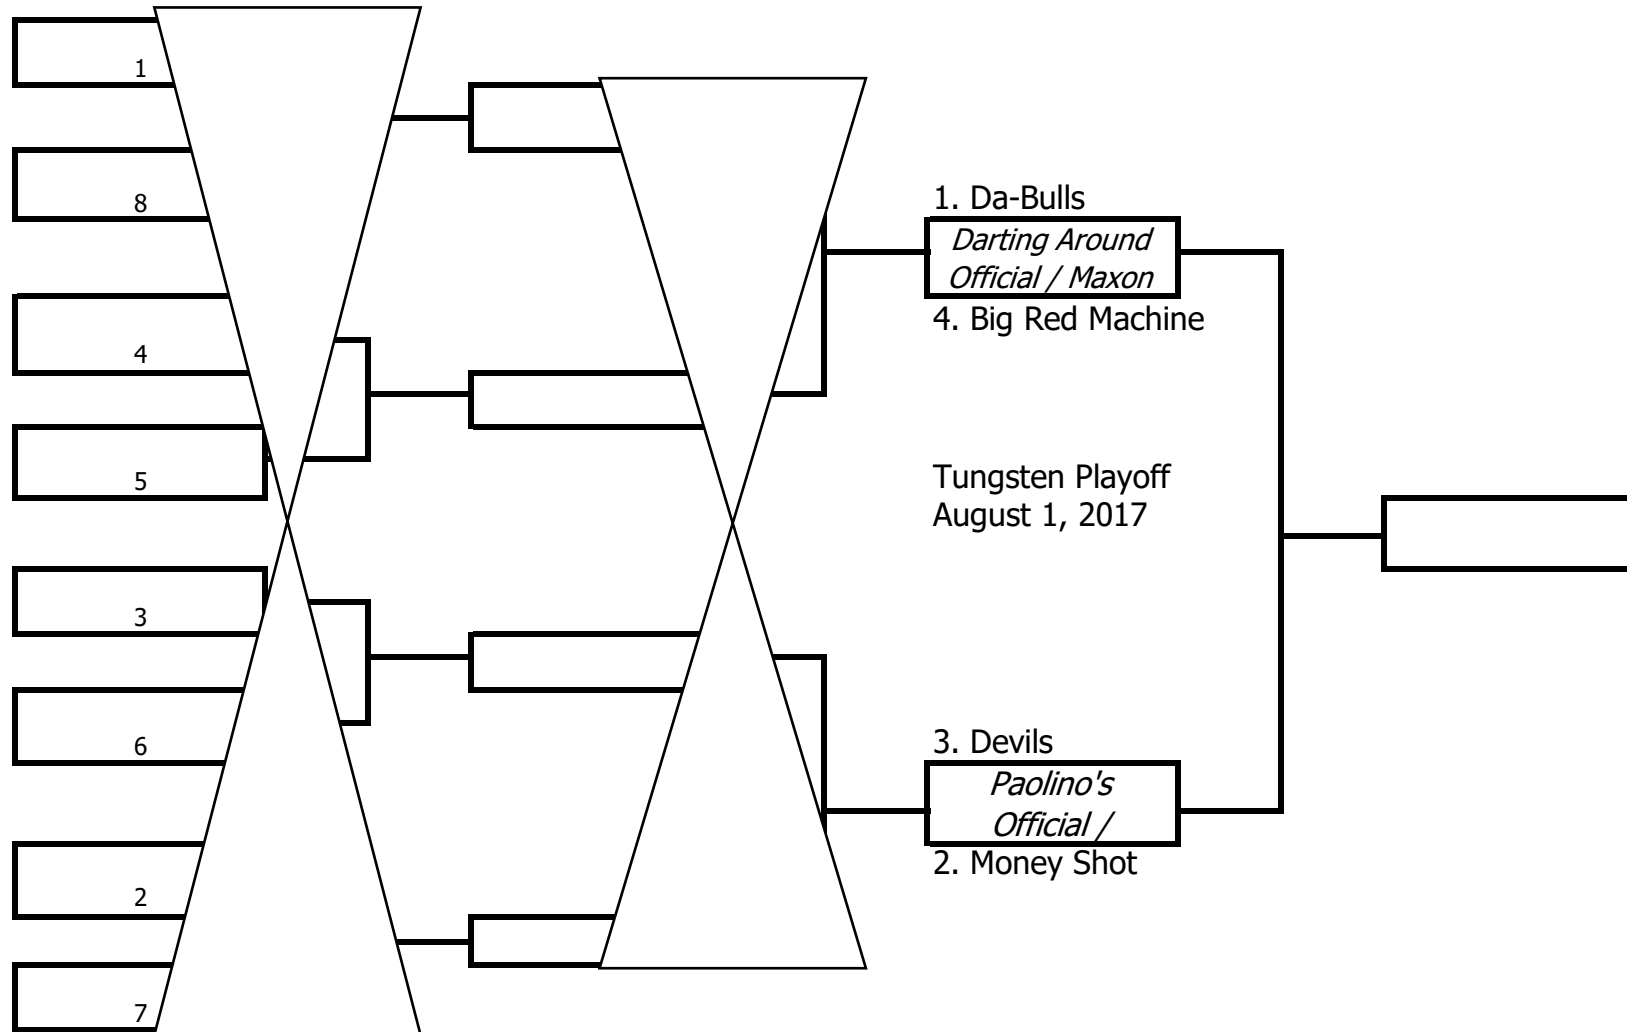 1
8
4
5
3
6
2
7
1. Da-Bulls
Darting Around
Official / Maxon
4. Big Red Machine
Tungsten Playoff
August 1, 2017
3. Devils
Paolino's
Official /
2. Money Shot